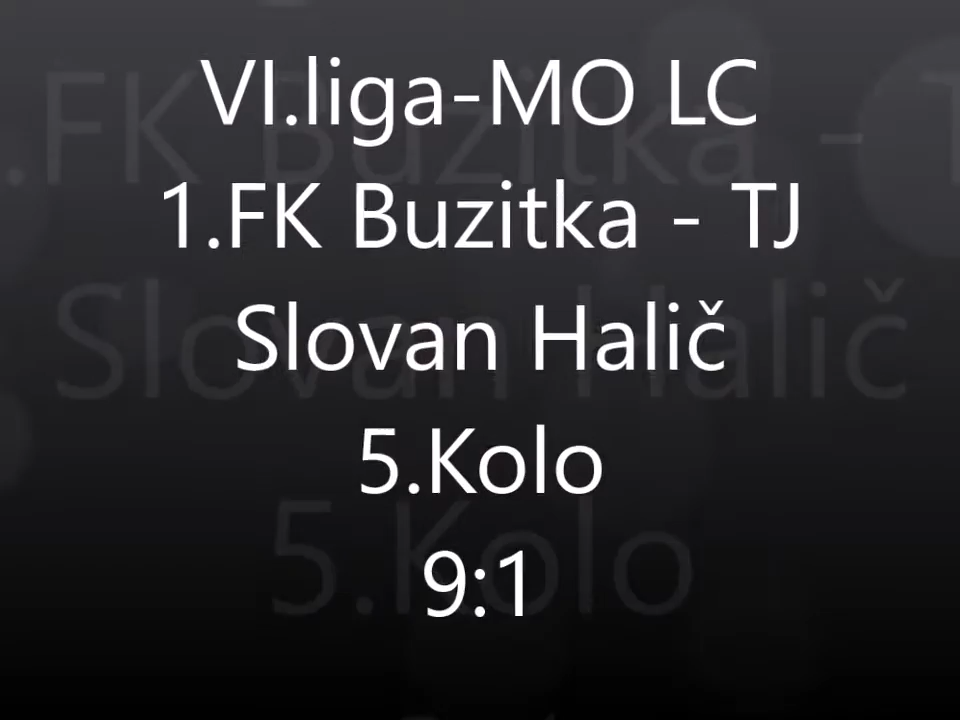 VI.liga-MO LC
1.FK Buzitka - TJ
Slovan Halič
5.Kolo
9:1